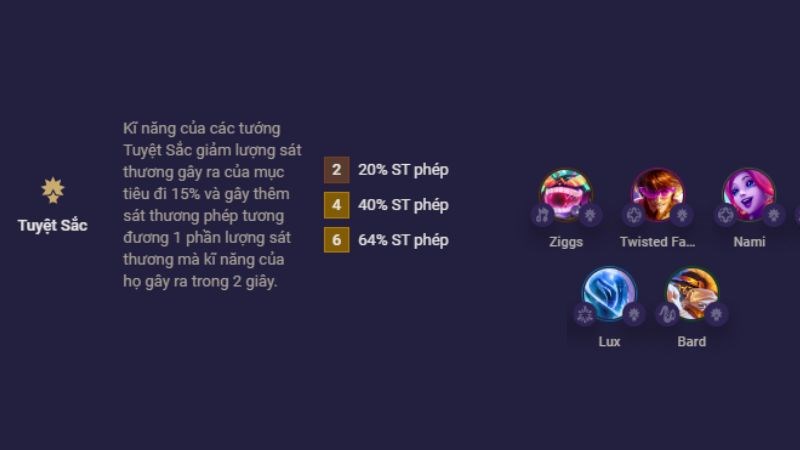 Tuyệt Sắc
Kĩ năng của các tướng
Tuyệt Sắc giảm lượng sát
thương gây ra của mục
tiêu đi 15% và gây thêm
sát thương phép tương
đương 1 phần lượng sát
thương mà kĩ năng của
họ gây ra trong 2 giây.
2 20% ST phép
4 40% ST phép
6 64% ST phép
Ziggs Twisted Fa... Nami
Lux Bard